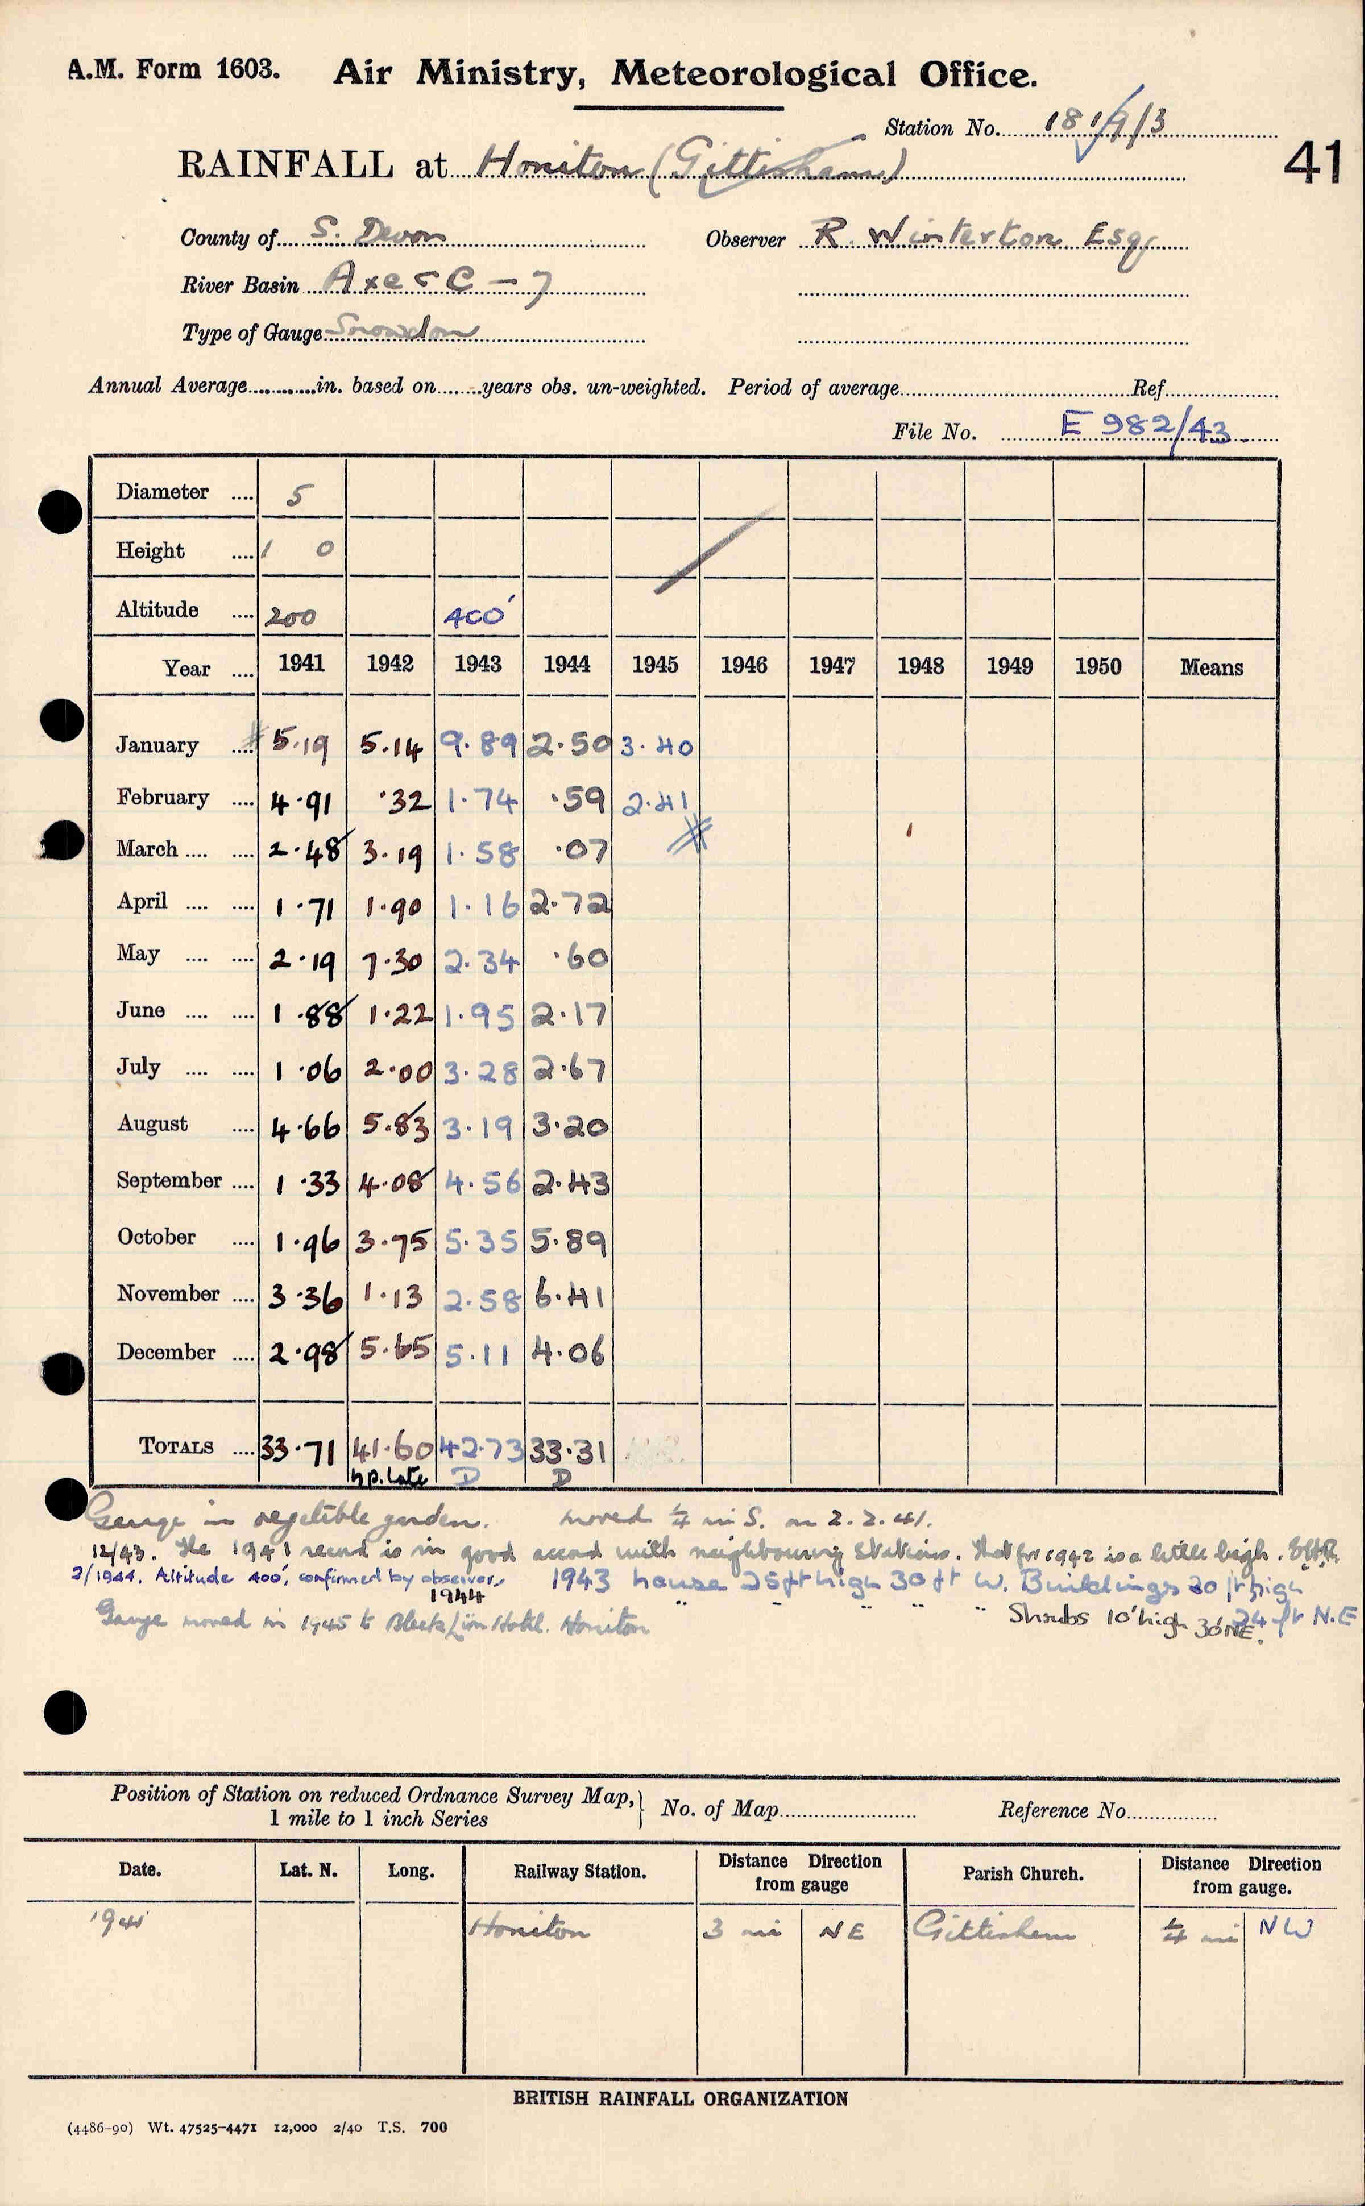 A.M. Form 1603. Air Ministry, Meteorological Office.
Station No. 181/9/3
41
RAINFALL at Honiton (Gittisham)
County of S. Devon Observer R. Winterton Esq
River Basin Axe & C - 7
Type of Gauge Snowdon
Annual Average in. based on years obs. un-weighted. Period of average Ref
File No. E 982/43
Diameter 5
Height 1 0
Altitude 200 400'
Year 1941 1942 1943 1944 1945 1946 1947 1948 1949 1950 Means
January 5.19 5.14 9.89 2.50 3.40
February 4.91 .32 1.74 .59 2.41
March 2.48 3.19 1.58 .07
April 1.71 1.90 1.16 2.72
May 2.19 7.30 2.34 .60
June 1.88 1.22 1.95 2.17
July 1.06 2.00 3.28 2.67
August 4.66 5.83 3.19 3.20
September 1.33 4.08 4.56 2.43
October 1.96 3.75 5.35 5.89
November 3.36 1.13 2.58 6.41
December 2.98 5.65 5.11 4.06
TOTALS 33.71 41.60 42.73 33.31
n.p. late D D
Gauge in vegetible garden. moved ¼ mi S. on 2.2.41.
12/43. The 1941 record is in good accord with neighbouring stations. That for 1942 is a little high.
2/1944. Altitude 400', confirmed by observer. 1943 house 25ft high 30ft W. Buildings 20 ft high 24 ft N.E
1944 " " " " Shrubs 10' high 30' NE.
Gauge moved in 1945 to Black Lion Hotel. Honiton
Position of Station on reduced Ordnance Survey Map, 1 mile to 1 inch Series } No. of Map Reference No.
Date. Lat. N. Long. Railway Station. Distance Direction from gauge Parish Church. Distance Direction from gauge.
1941 Honiton 3 mi NE Gittisham ¼ mi NW
BRITISH RAINFALL ORGANIZATION
(4486-90) Wt. 47525-4471 12,000 2/40 T.S. 700